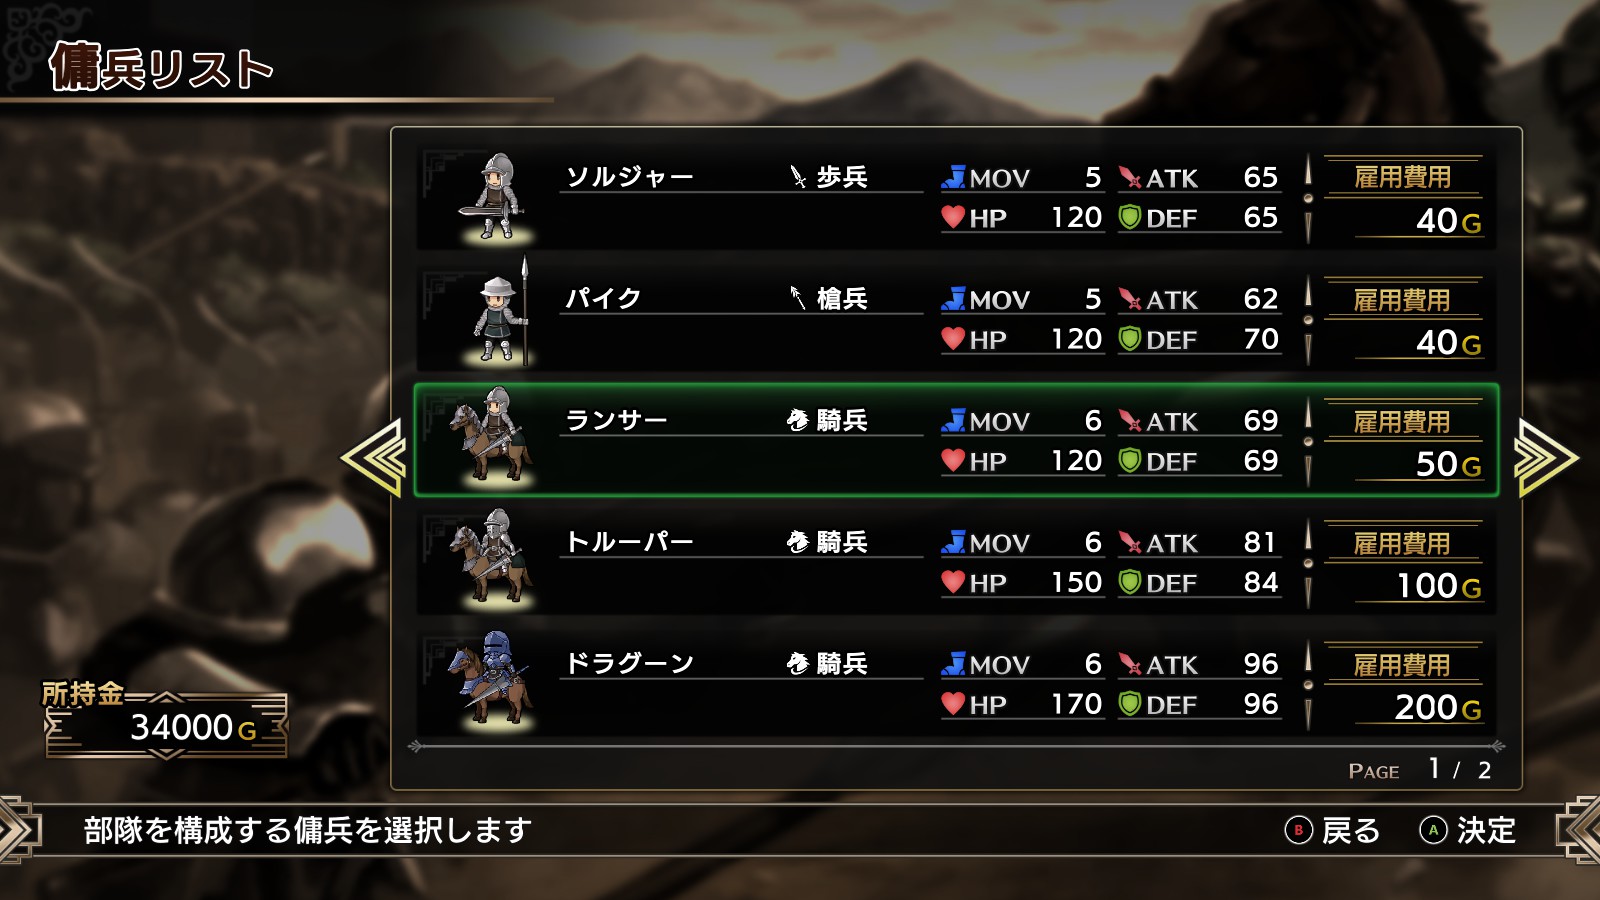 傭兵リスト
ソルジャー 歩兵 MOV 5 ATK 65 雇用費用
HP 120 DEF 65 40G
パイク 槍兵 MOV 5 ATK 62 雇用費用
HP 120 DEF 70 40G
ランサー 騎兵 MOV 6 ATK 69 雇用費用
HP 120 DEF 69 50G
トルーパー 騎兵 MOV 6 ATK 81 雇用費用
HP 150 DEF 84 100G
ドラグーン 騎兵 MOV 6 ATK 96 雇用費用
HP 170 DEF 96 200G
所持金
34000G
PAGE 1 / 2
部隊を構成する傭兵を選択します B 戻る A 決定